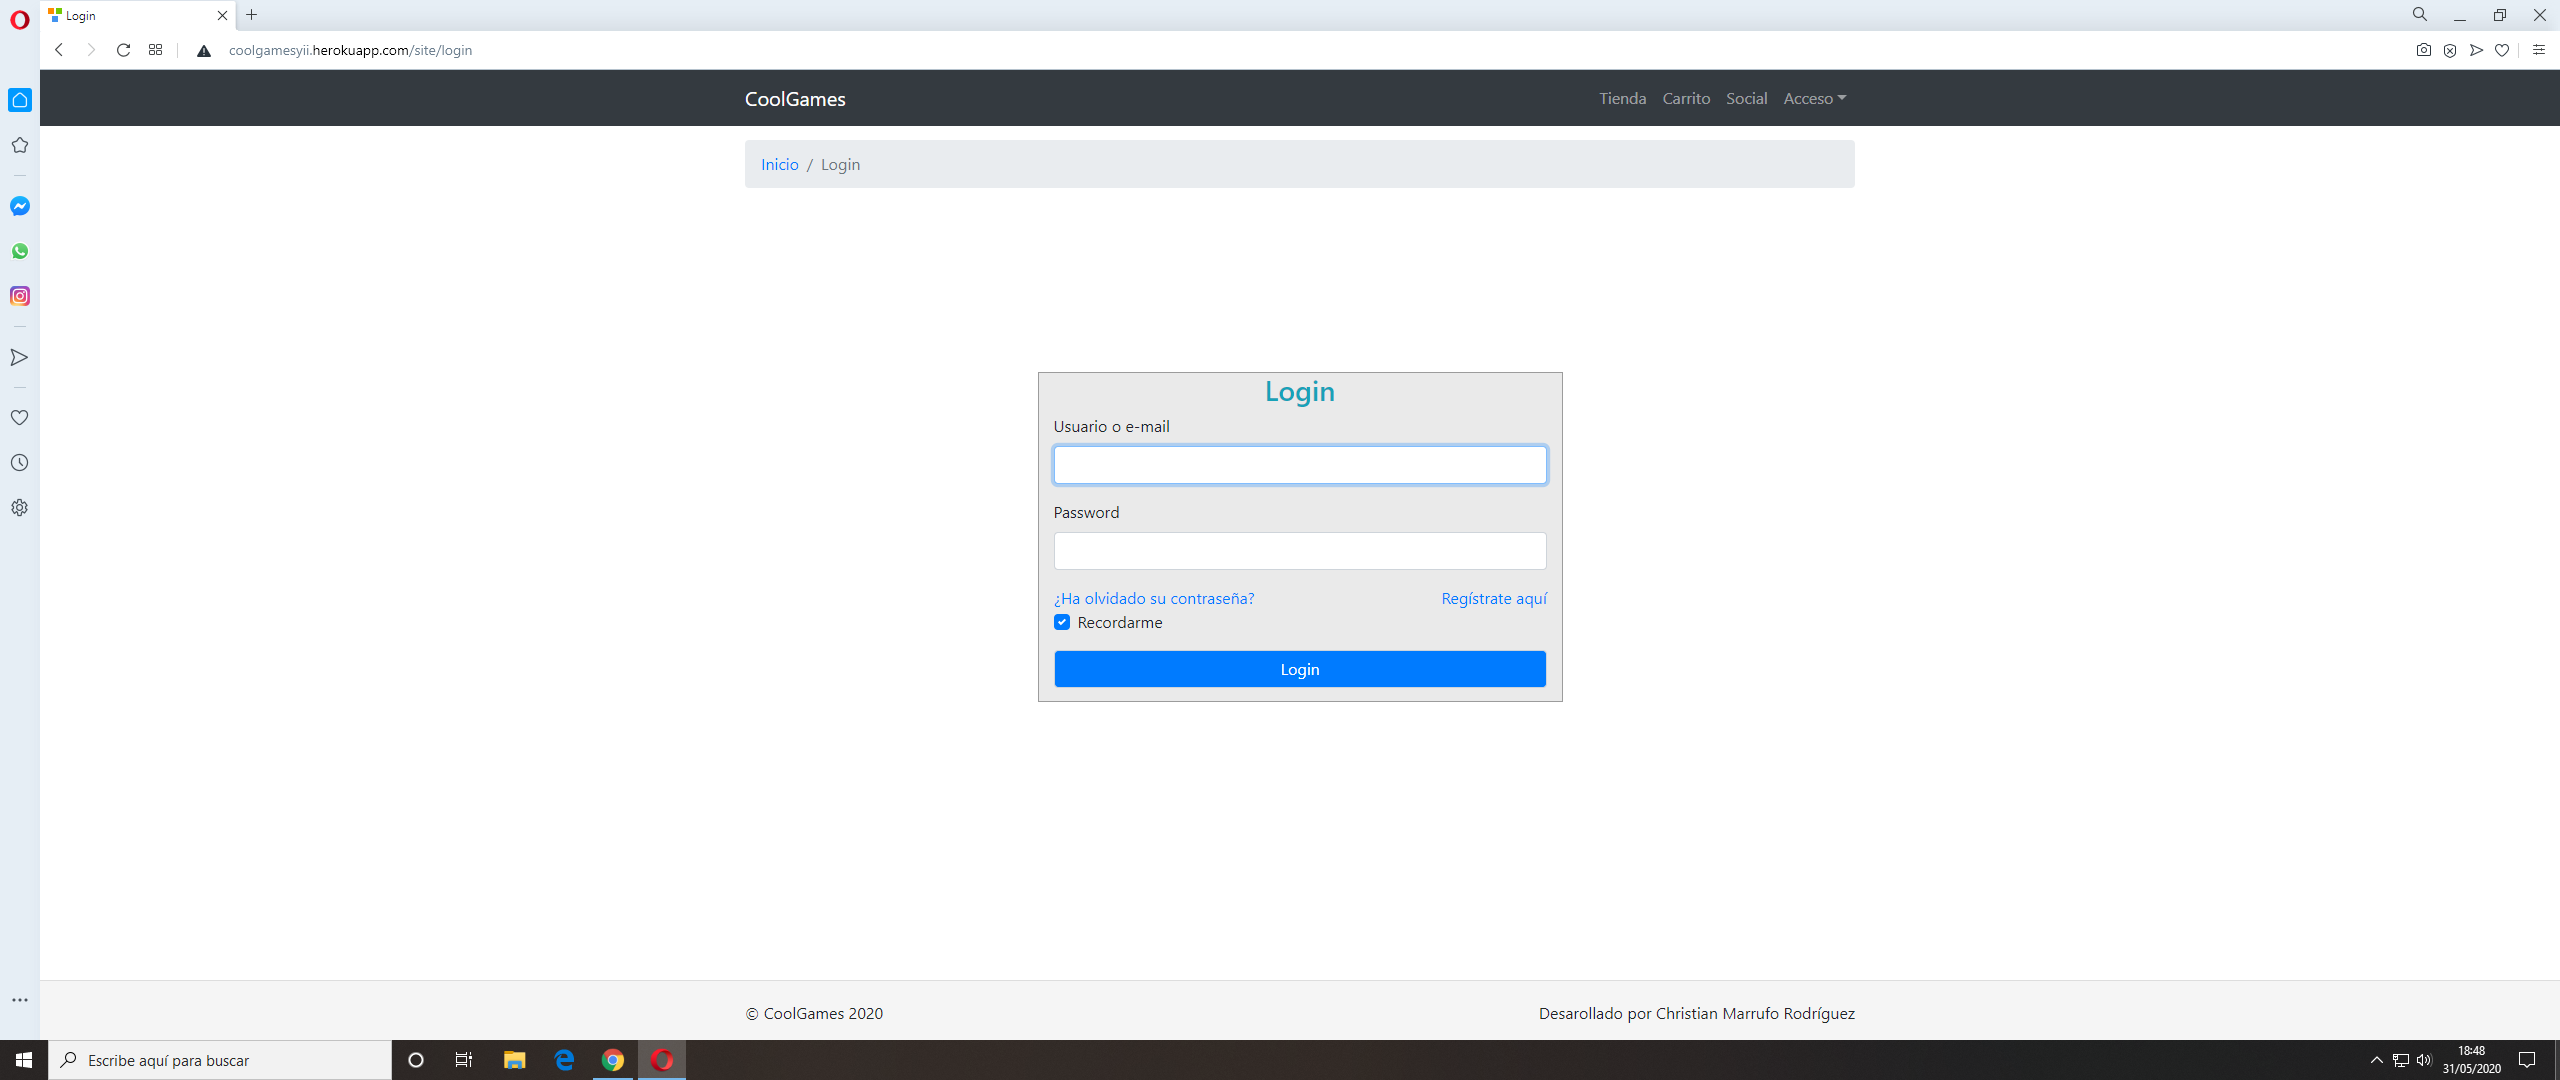 Login
coolgamesyii.herokuapp.com/site/login
CoolGames
Tienda Carrito Social Acceso
Inicio / Login
Login
Usuario o e-mail
Password
¿Ha olvidado su contraseña? Regístrate aquí
Recordarme
Login
© CoolGames 2020 Desarollado por Christian Marrufo Rodríguez
Escribe aquí para buscar
18:48
31/05/2020